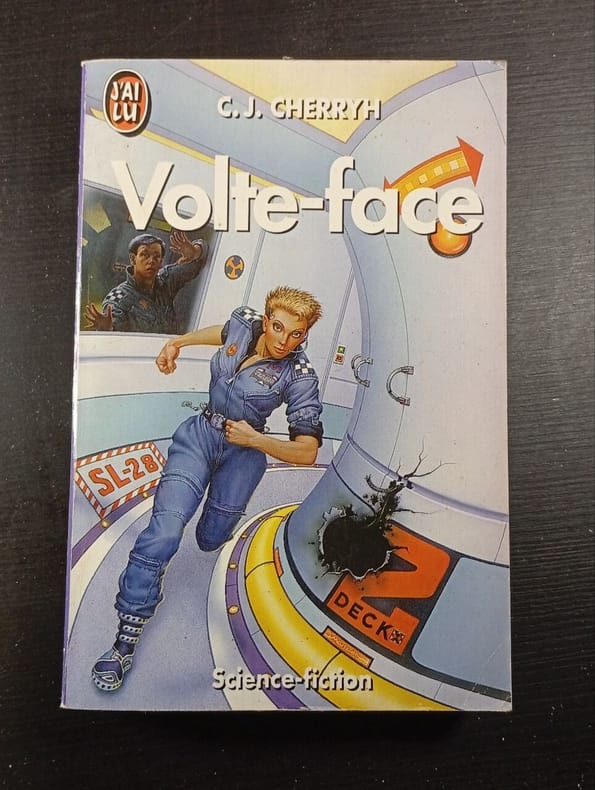 J'AI
LU
C. J. CHERRYH
Volte-face
SL-28
2
DECK
Science-fiction